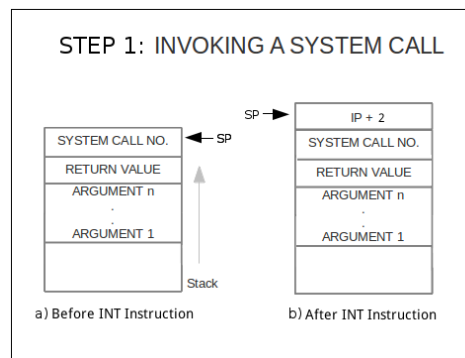 STEP 1: INVOKING A SYSTEM CALL
SYSTEM CALL NO.
RETURN VALUE
ARGUMENT n
.
.
ARGUMENT 1
SP
Stack
a) Before INT Instruction
SP
IP + 2
SYSTEM CALL NO.
RETURN VALUE
ARGUMENT n
.
.
ARGUMENT 1
b) After INT Instruction